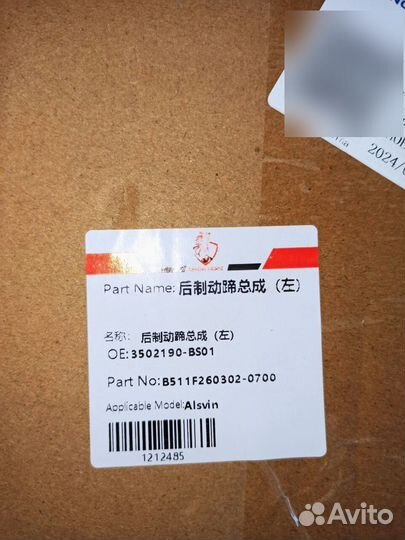 2024/
Part Name: 后制动蹄总成（左）
名称： 后制动蹄总成（左）
OE:3502190-BS01
Part No:B511F260302-0700
Applicable Model:Alsvin
1212485
Avito